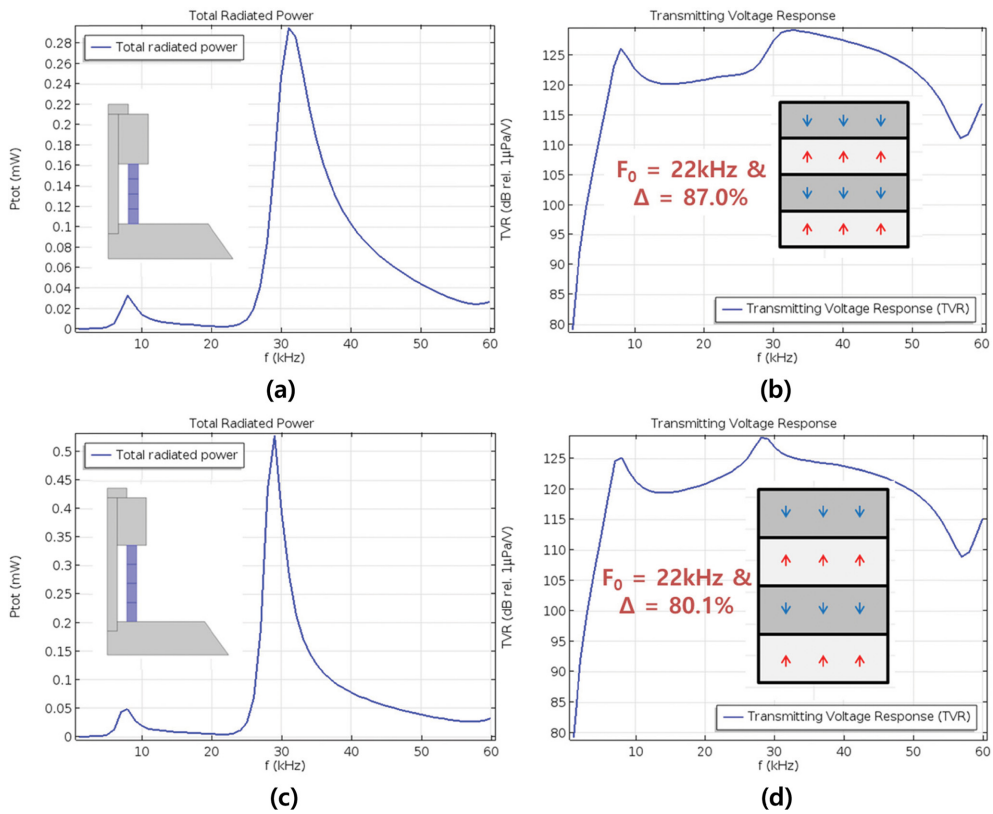 Total Radiated Power
Total radiated power
Ptot (mW)
0.28
0.26
0.24
0.22
0.2
0.18
0.16
0.14
0.12
0.1
0.08
0.06
0.04
0.02
0
10 20 30 40 50 60
f (kHz)
(a)
Transmitting Voltage Response
TVR (dB rel. 1μPa/V)
125
120
115
110
105
100
95
90
85
80
F0 = 22kHz &
Δ = 87.0%
Transmitting Voltage Response (TVR)
10 20 30 40 50 60
f (kHz)
(b)
Total Radiated Power
Total radiated power
Ptot (mW)
0.5
0.45
0.4
0.35
0.3
0.25
0.2
0.15
0.1
0.05
0
10 20 30 40 50 60
f (kHz)
(c)
Transmitting Voltage Response
TVR (dB rel. 1μPa/V)
125
120
115
110
105
100
95
90
85
80
F0 = 22kHz &
Δ = 80.1%
Transmitting Voltage Response (TVR)
10 20 30 40 50 60
f (kHz)
(d)